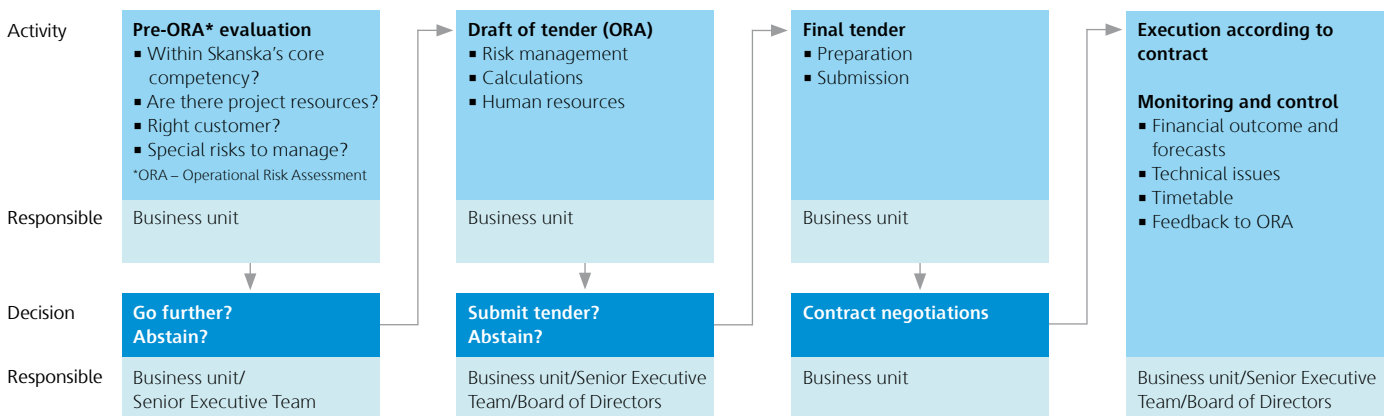 Activity
Pre-ORA* evaluation
▪ Within Skanska's core
competency?
▪ Are there project resources?
▪ Right customer?
▪ Special risks to manage?
*ORA – Operational Risk Assessment
Draft of tender (ORA)
▪ Risk management
▪ Calculations
▪ Human resources
Final tender
▪ Preparation
▪ Submission
Execution according to
contract
Monitoring and control
▪ Financial outcome and
forecasts
▪ Technical issues
▪ Timetable
▪ Feedback to ORA
Responsible
Business unit
Business unit
Business unit
Decision
Go further?
Abstain?
Submit tender?
Abstain?
Contract negotiations
Responsible
Business unit/
Senior Executive Team
Business unit/Senior Executive
Team/Board of Directors
Business unit
Business unit/Senior Executive
Team/Board of Directors